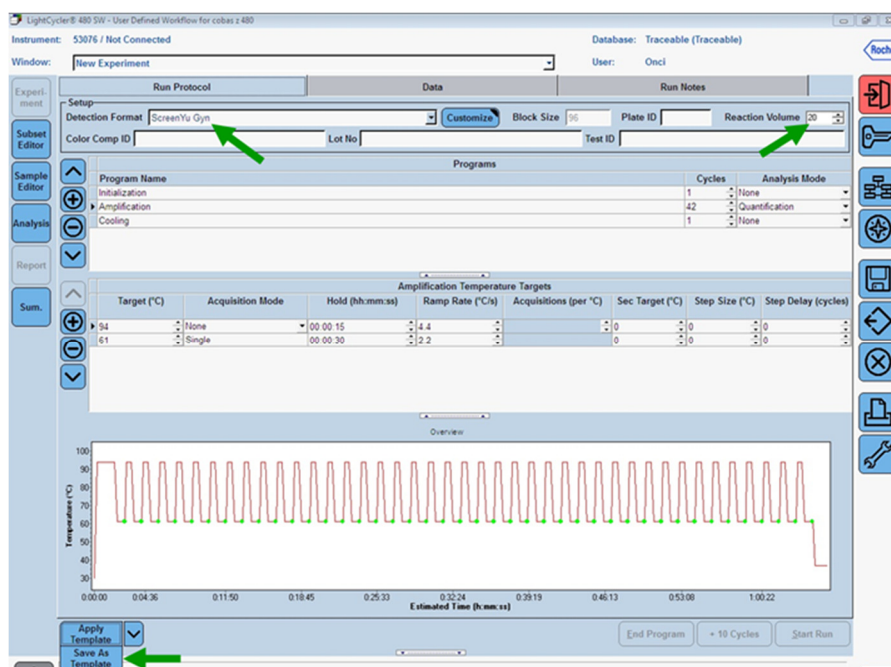 LightCycler® 480 SW - User Defined Workflow for cobas z 480
Instrument: 53076 / Not Connected Database: Traceable (Traceable)
Window: New Experiment User: Onci
Roch
Experi-
ment
Subset
Editor
Sample
Editor
Analysis
Report
Sum.
Run Protocol Data Run Notes
Setup
Detection Format ScreenYu Gyn Customize Block Size 96 Plate ID Reaction Volume 20
Color Comp ID Lot No Test ID
Programs
Program Name Cycles Analysis Mode
Initialization 1 None
Amplification 42 Quantification
Cooling 1 None
Amplification Temperature Targets
Target (°C) Acquisition Mode Hold (hh:mm:ss) Ramp Rate (°C/s) Acquisitions (per °C) Sec Target (°C) Step Size (°C) Step Delay (cycles)
94 None 00:00:15 4.4 0 0 0
61 Single 00:00:30 2.2 0 0 0
Overview
Temperature (°C)
100
90
80
70
60
50
40
30
0:00:00 0:04:36 0:11:50 0:18:45 0:25:33 0:32:24 0:39:19 0:46:13 0:53:08 1:00:22
Estimated Time (h:mm:ss)
Apply
Template
Save As
Template
End Program + 10 Cycles Start Run